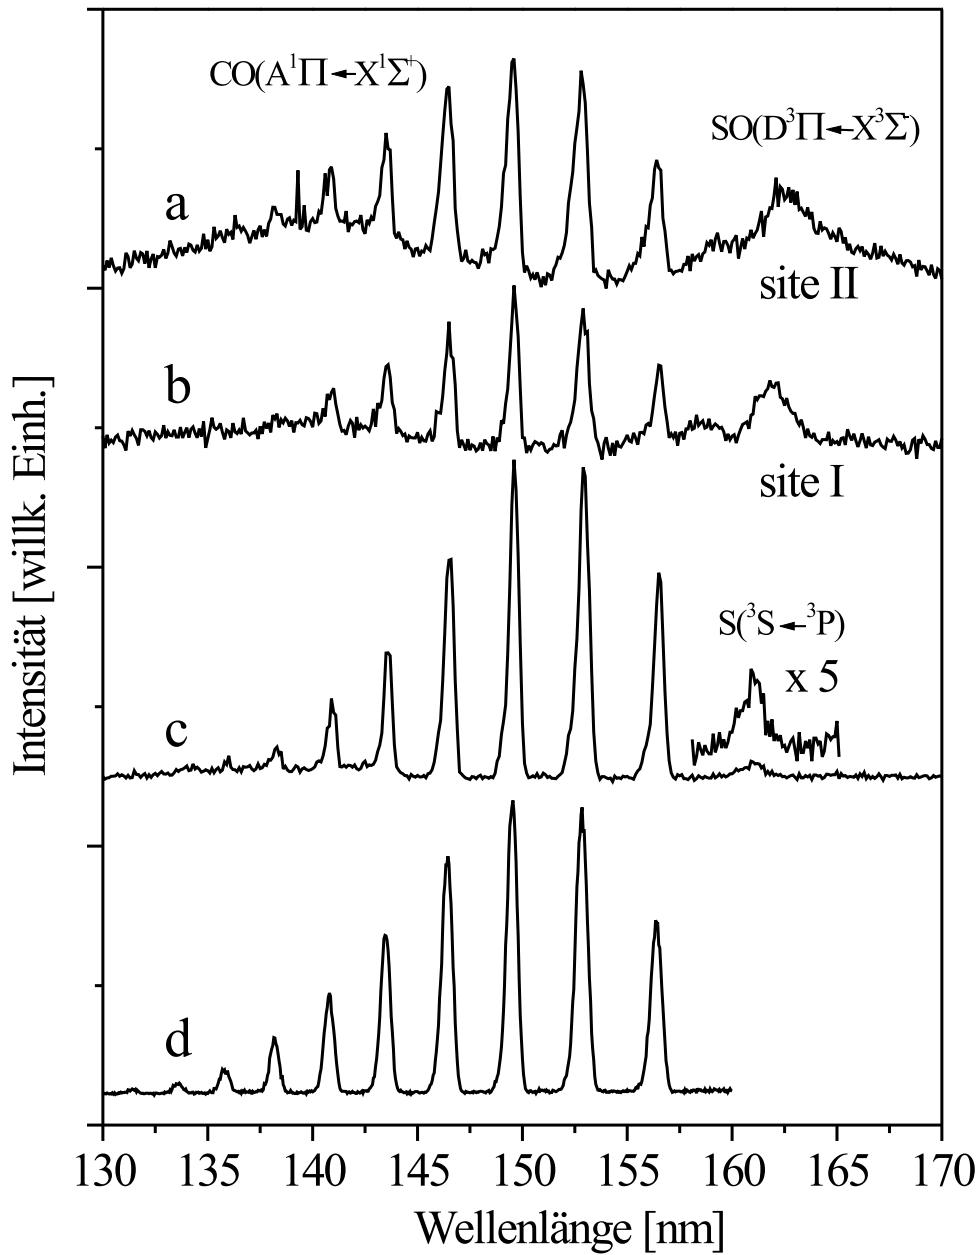 CO(A¹Π←X¹Σ⁺)
SO(D³Π←X³Σ⁻)
a
site II
b
site I
S(³S←³P)
x 5
c
d
130 135 140 145 150 155 160 165 170
Wellenlänge [nm]
Intensität [willk. Einh.]